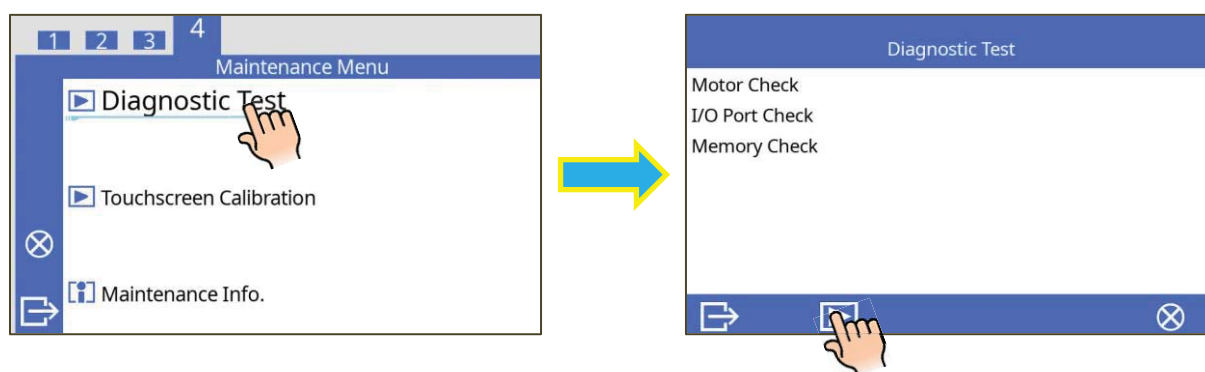 1 2 3 4
Maintenance Menu
Diagnostic Test
Touchscreen Calibration
Maintenance Info.
Diagnostic Test
Motor Check
I/O Port Check
Memory Check